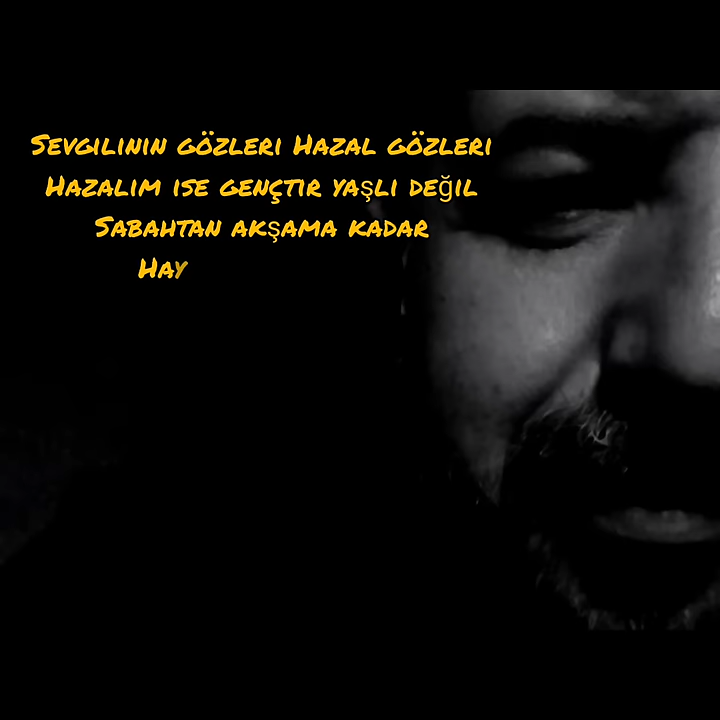 Sevgilinin gözleri Hazal gözleri
Hazalım ise gençtir yaşlı değil
Sabahtan akşama kadar
Hay